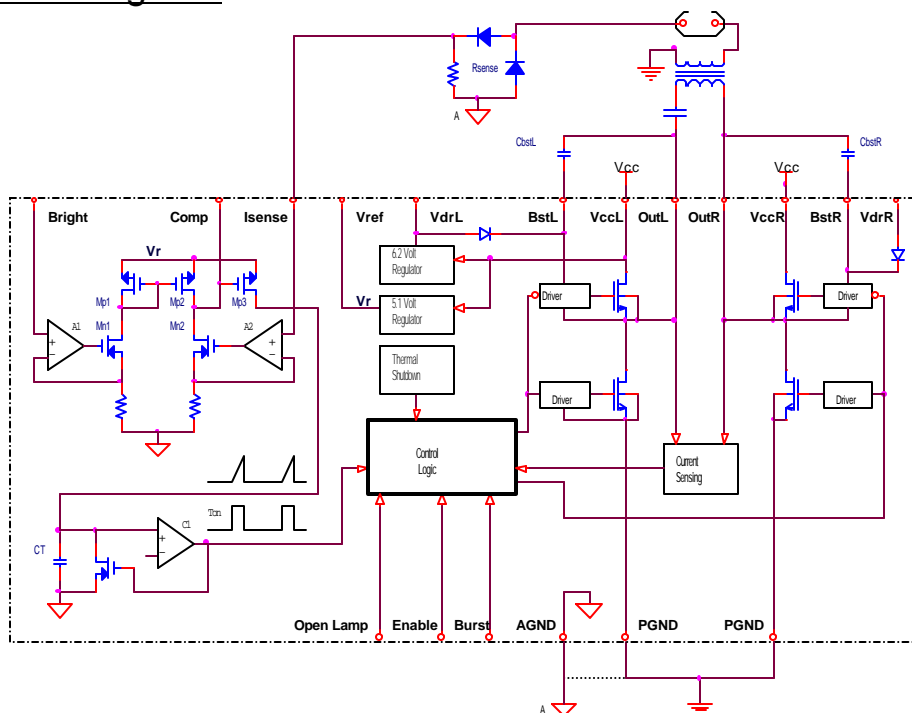 Rsense
A
CbstL
CbstR
Vcc
Vcc
Bright
Comp
Isense
Vref
VdrL
BstL
VccL
OutL
OutR
VccR
BstR
VdrR
Vr
6.2 Volt
Regulator
Mp1
Mp2
Mp3
Vr
5.1 Volt
Regulator
Driver
Driver
A1
Mn1
Mn2
A2
+
−
+
−
Thermal
Shutdown
Driver
Driver
Control
Logic
Current
Sensing
Ton
C1
+
−
CT
Open Lamp
Enable
Burst
AGND
PGND
PGND
A